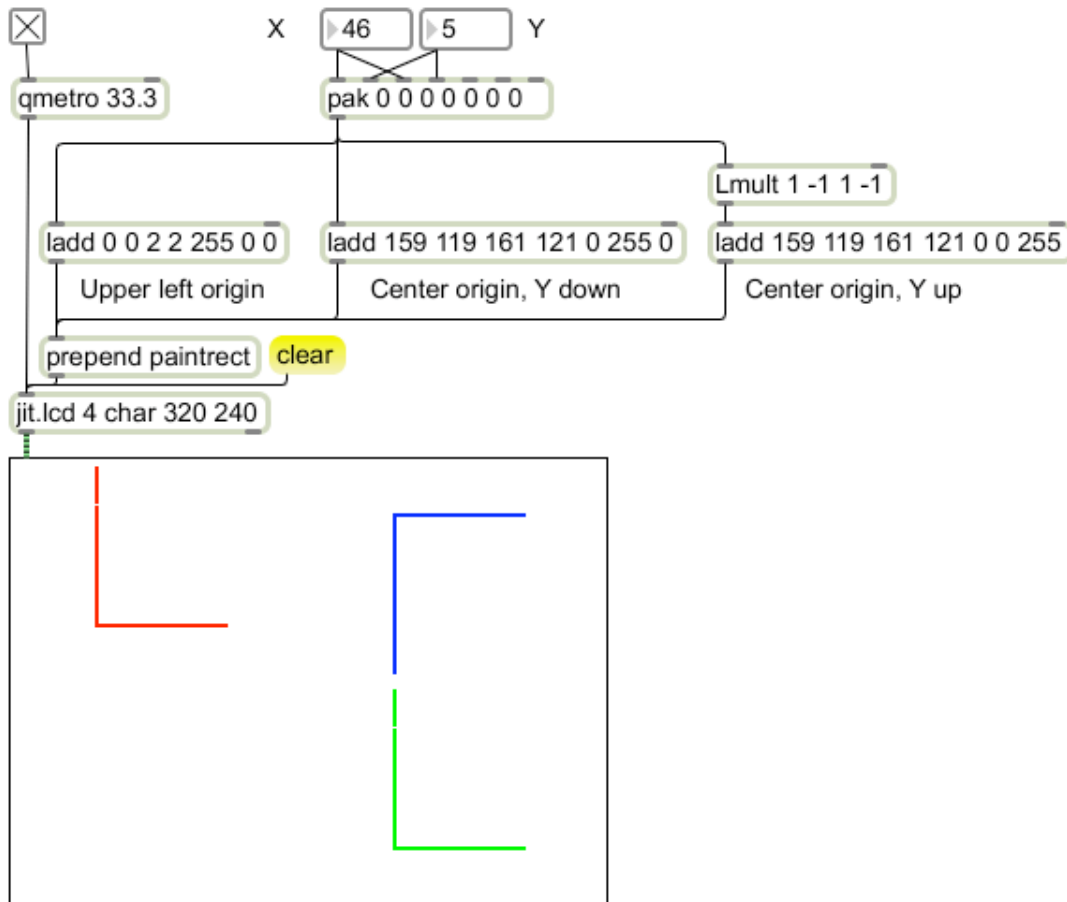 X 46 5 Y
qmetro 33.3 pak 0 0 0 0 0 0 0
Lmult 1 -1 1 -1
ladd 0 0 2 2 255 0 0 ladd 159 119 161 121 0 255 0 ladd 159 119 161 121 0 0 255
Upper left origin Center origin, Y down Center origin, Y up
prepend paintrect clear
jit.lcd 4 char 320 240